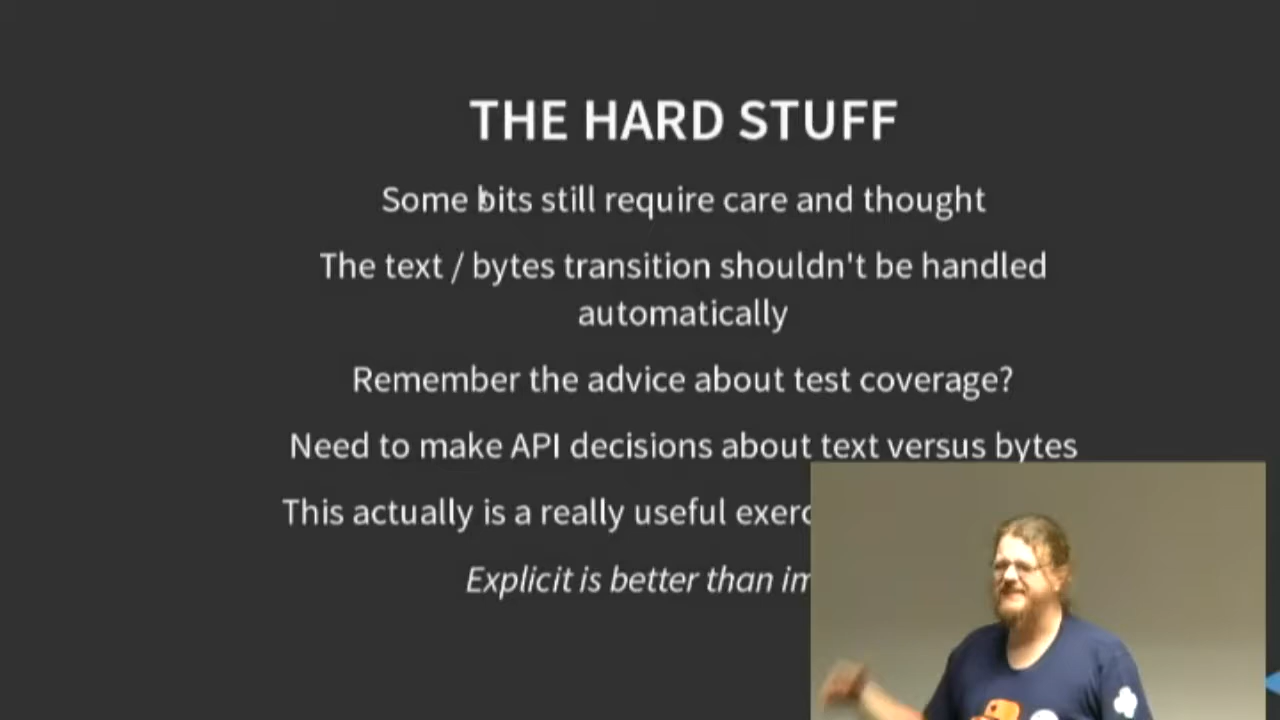 THE HARD STUFF
Some bits still require care and thought
The text / bytes transition shouldn't be handled
automatically
Remember the advice about test coverage?
Need to make API decisions about text versus bytes
This actually is a really useful
Explicit is better than